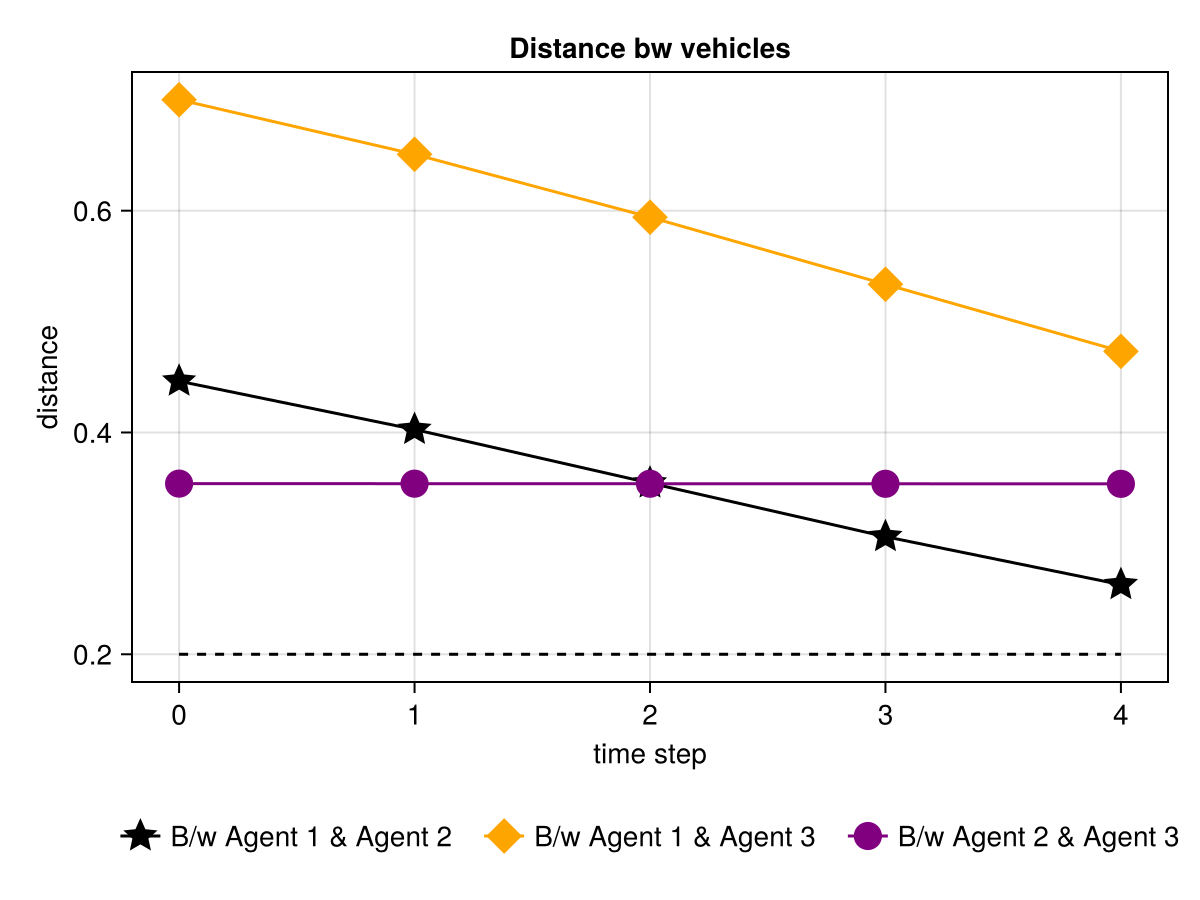 Distance bw vehicles
distance
0.6
0.4
0.2
0 1 2 3 4
time step
B/w Agent 1 & Agent 2 B/w Agent 1 & Agent 3 B/w Agent 2 & Agent 3